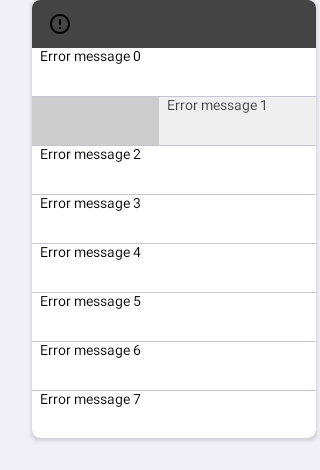 Error message 0
Error message 1
Error message 2
Error message 3
Error message 4
Error message 5
Error message 6
Error message 7